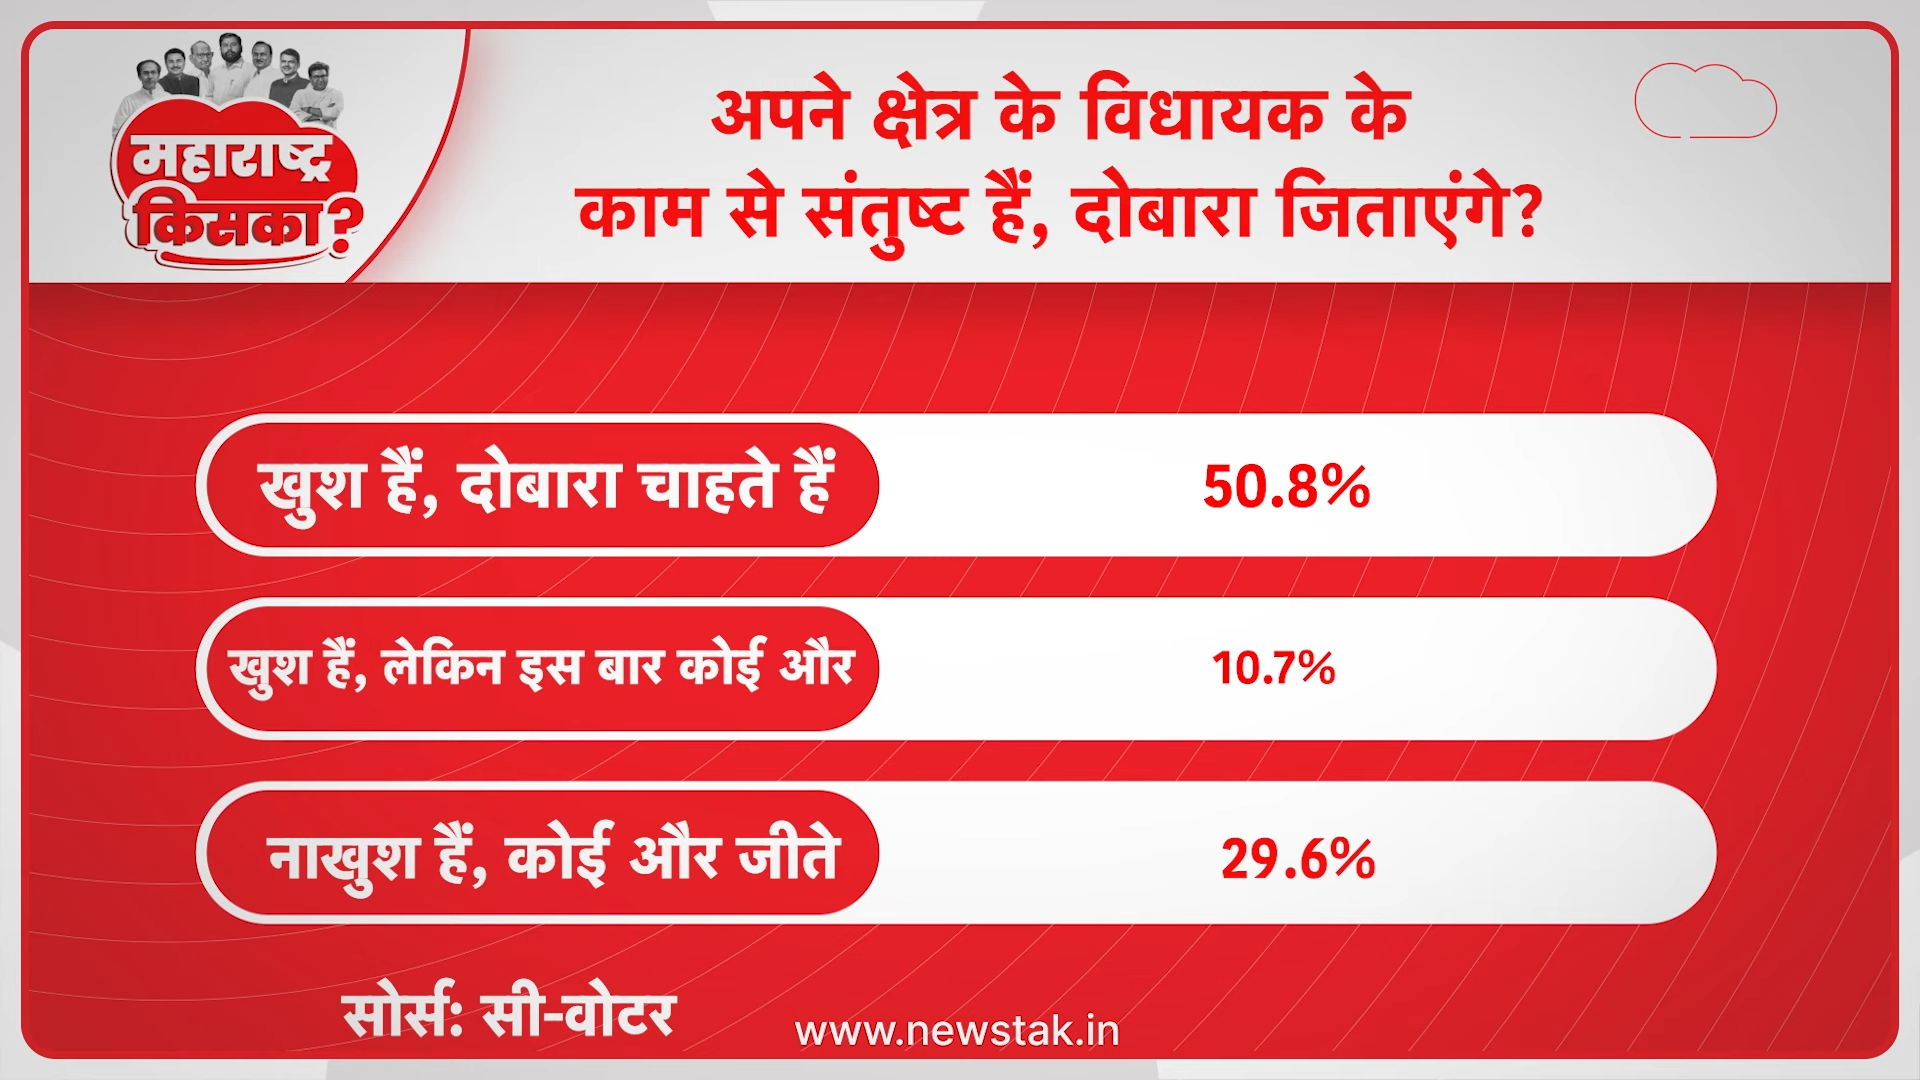 महाराष्ट्र
किसका?
अपने क्षेत्र के विधायक के
काम से संतुष्ट हैं, दोबारा जिताएंगे?
खुश हैं, दोबारा चाहते हैं
50.8%
खुश हैं, लेकिन इस बार कोई और
10.7%
नाखुश हैं, कोई और जीते
29.6%
सोर्स: सी-वोटर
www.newstak.in